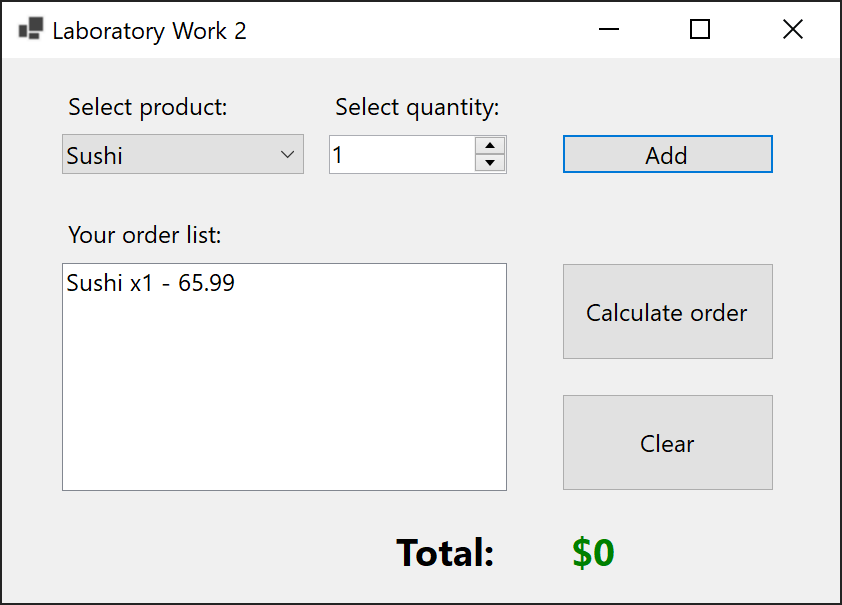 Laboratory Work 2
Select product: Select quantity:
Sushi 1 Add
Your order list:
Sushi x1 - 65.99
Calculate order
Clear
Total: $0